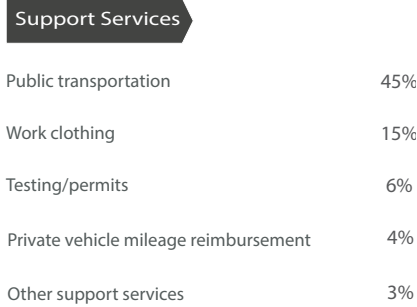 Support Services
Public transportation 45%
Work clothing 15%
Testing/permits 6%
Private vehicle mileage reimbursement 4%
Other support services 3%